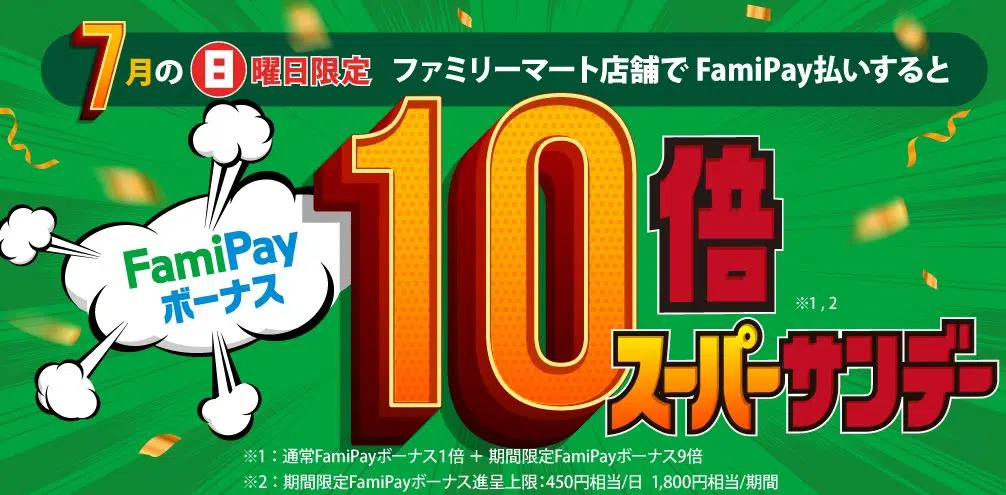 7月の日曜日限定 ファミリーマート店舗で FamiPay払いすると
FamiPay
ボーナス
10倍
※1 , 2
スーパーサンデー
※1：通常FamiPayボーナス1倍 ＋ 期間限定FamiPayボーナス9倍
※2：期間限定FamiPayボーナス進呈上限：450円相当/日 1,800円相当/期間